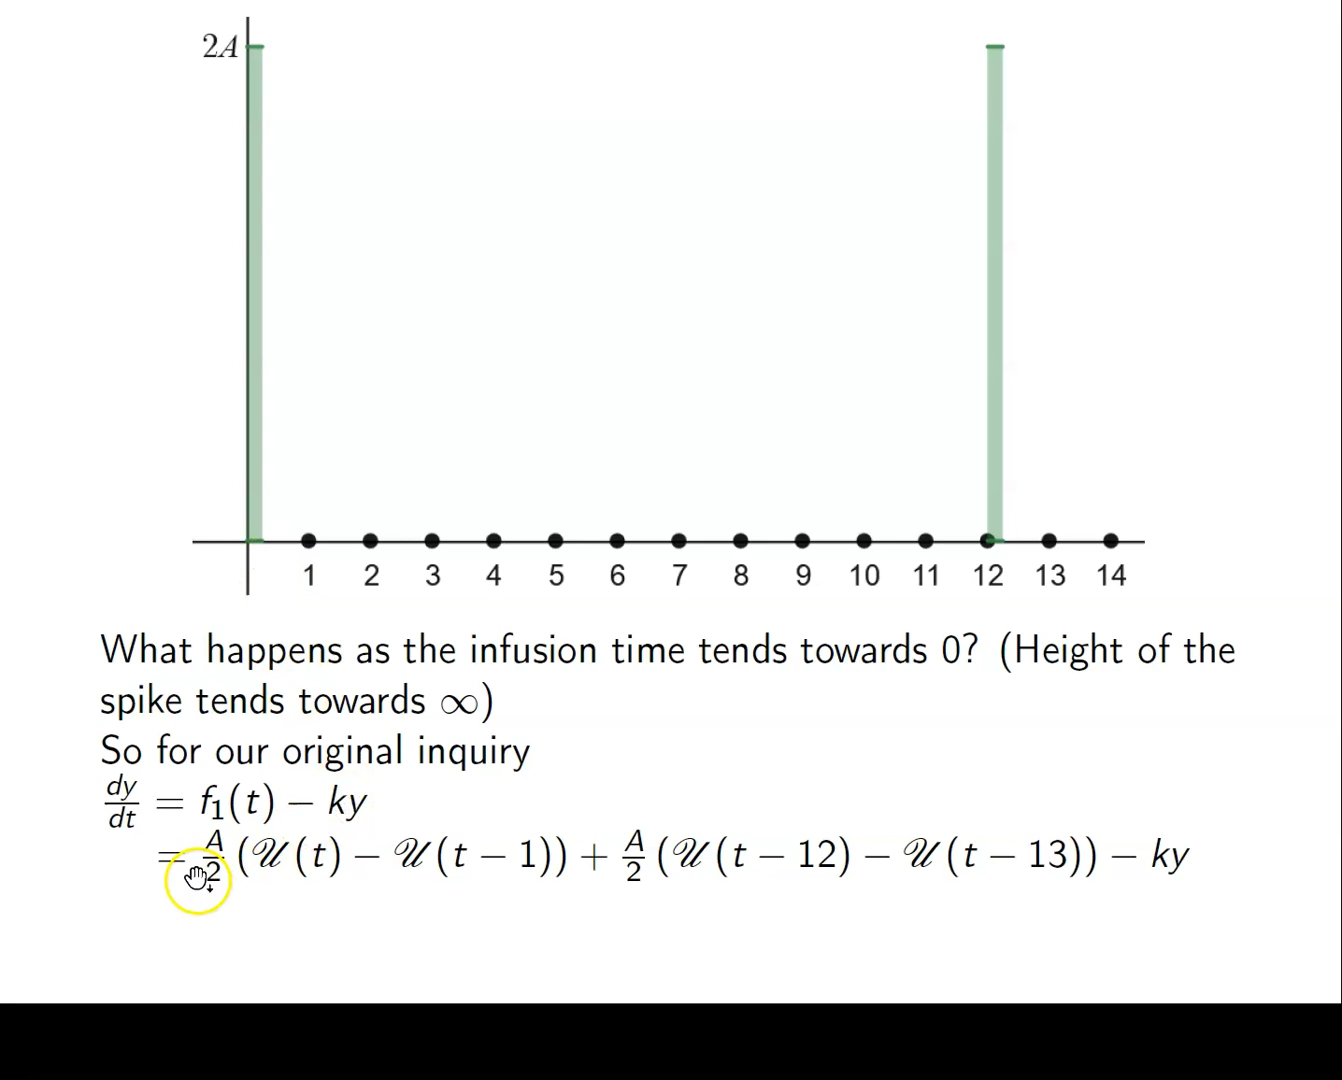 2A
1 2 3 4 5 6 7 8 9 10 11 12 13 14
What happens as the infusion time tends towards 0? (Height of the
spike tends towards ∞)
So for our original inquiry
dy/dt = f₁(t) − ky
= A/2 (𝒰(t) − 𝒰(t − 1)) + A/2 (𝒰(t − 12) − 𝒰(t − 13)) − ky